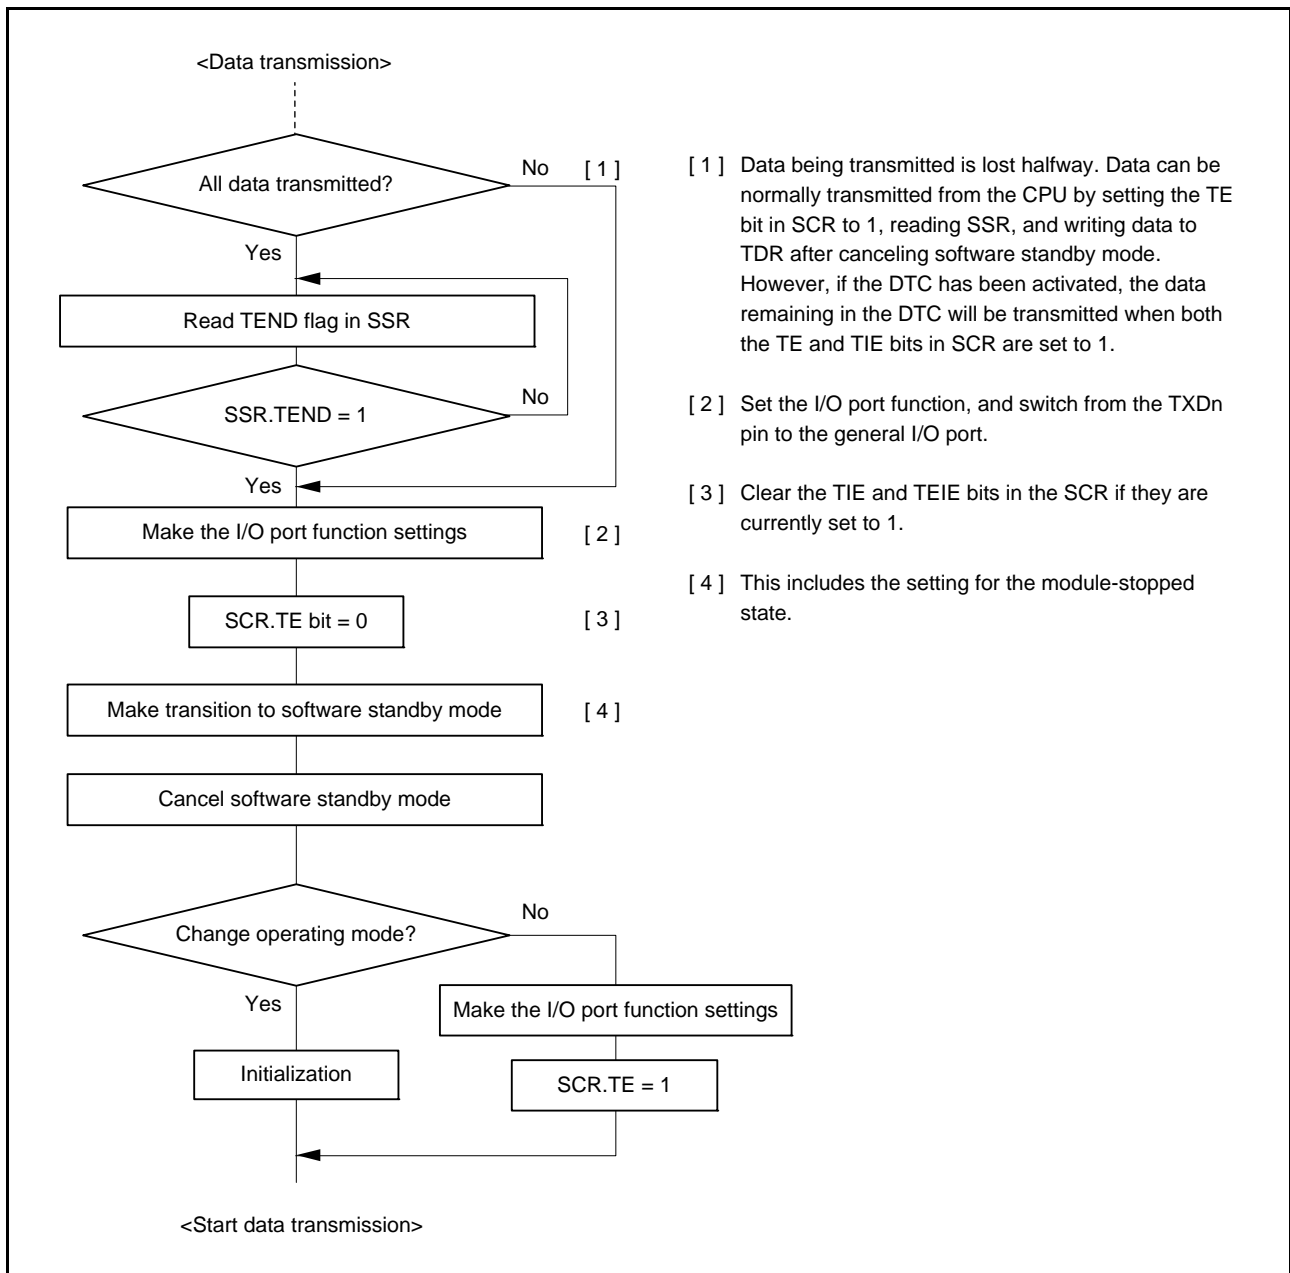 <Data transmission>
All data transmitted?
No
[ 1 ]
Yes
Read TEND flag in SSR
SSR.TEND = 1
No
Yes
Make the I/O port function settings
[ 2 ]
SCR.TE bit = 0
[ 3 ]
Make transition to software standby mode
[ 4 ]
Cancel software standby mode
Change operating mode?
No
Yes
Make the I/O port function settings
Initialization
SCR.TE = 1
<Start data transmission>
[ 1 ] Data being transmitted is lost halfway. Data can be
normally transmitted from the CPU by setting the TE
bit in SCR to 1, reading SSR, and writing data to
TDR after canceling software standby mode.
However, if the DTC has been activated, the data
remaining in the DTC will be transmitted when both
the TE and TIE bits in SCR are set to 1.
[ 2 ] Set the I/O port function, and switch from the TXDn
pin to the general I/O port.
[ 3 ] Clear the TIE and TEIE bits in the SCR if they are
currently set to 1.
[ 4 ] This includes the setting for the module-stopped
state.